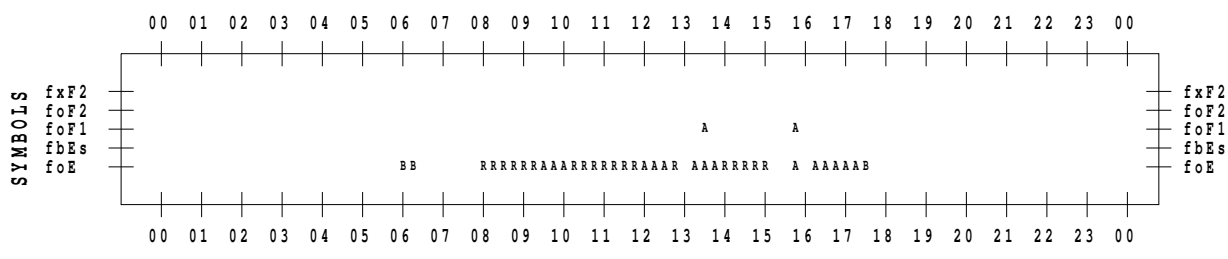 00 01 02 03 04 05 06 07 08 09 10 11 12 13 14 15 16 17 18 19 20 21 22 23 00
SYMBOLS
fxF2 fxF2
foF2 foF2
foF1 A A foF1
fbEs fbEs
foE BB RRRRRRAAARRRRRRRAAAR AAARRRRR A AAAAAB foE
00 01 02 03 04 05 06 07 08 09 10 11 12 13 14 15 16 17 18 19 20 21 22 23 00